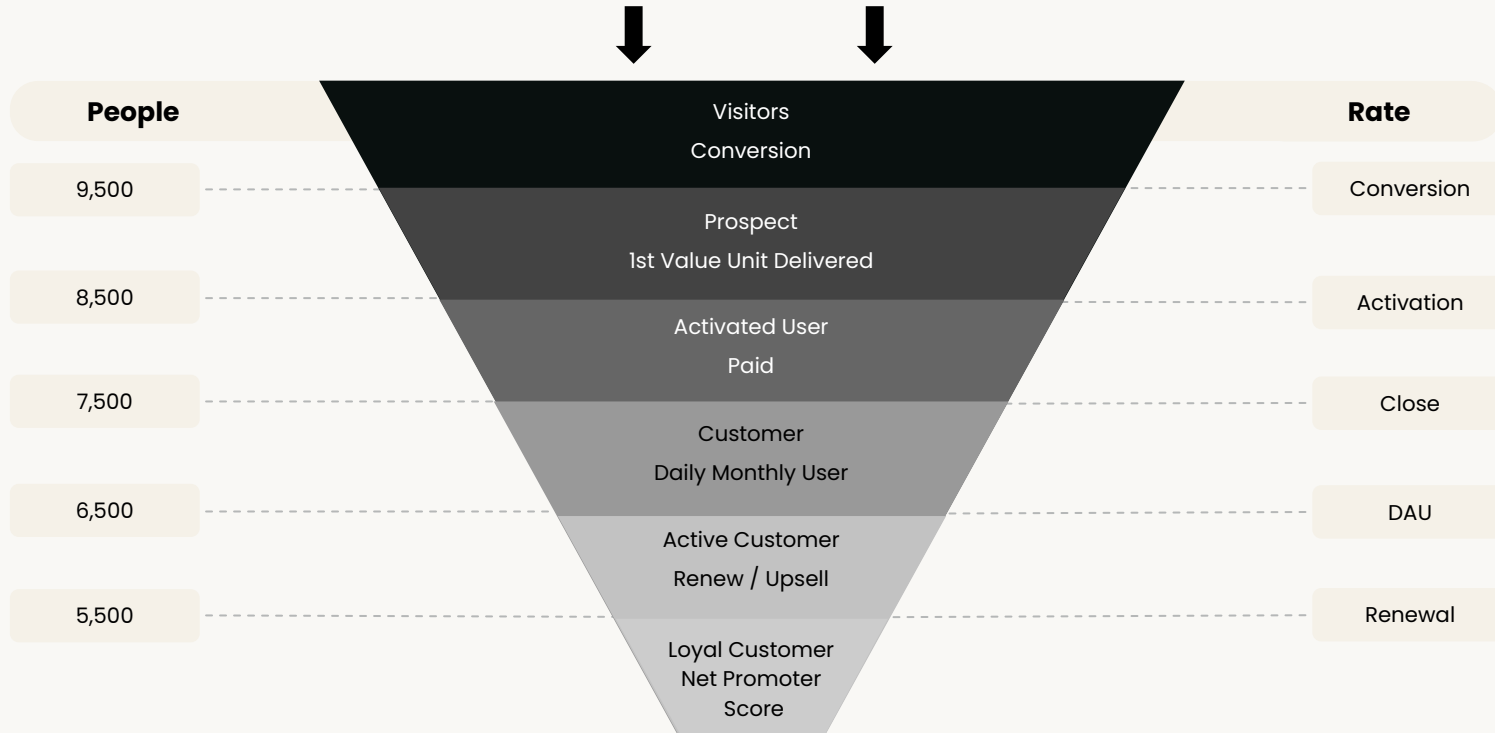 People
Visitors
Rate
Conversion
9,500
Conversion
Prospect
1st Value Unit Delivered
8,500
Activation
Activated User
Paid
7,500
Close
Customer
Daily Monthly User
6,500
DAU
Active Customer
Renew / Upsell
5,500
Renewal
Loyal Customer
Net Promoter
Score